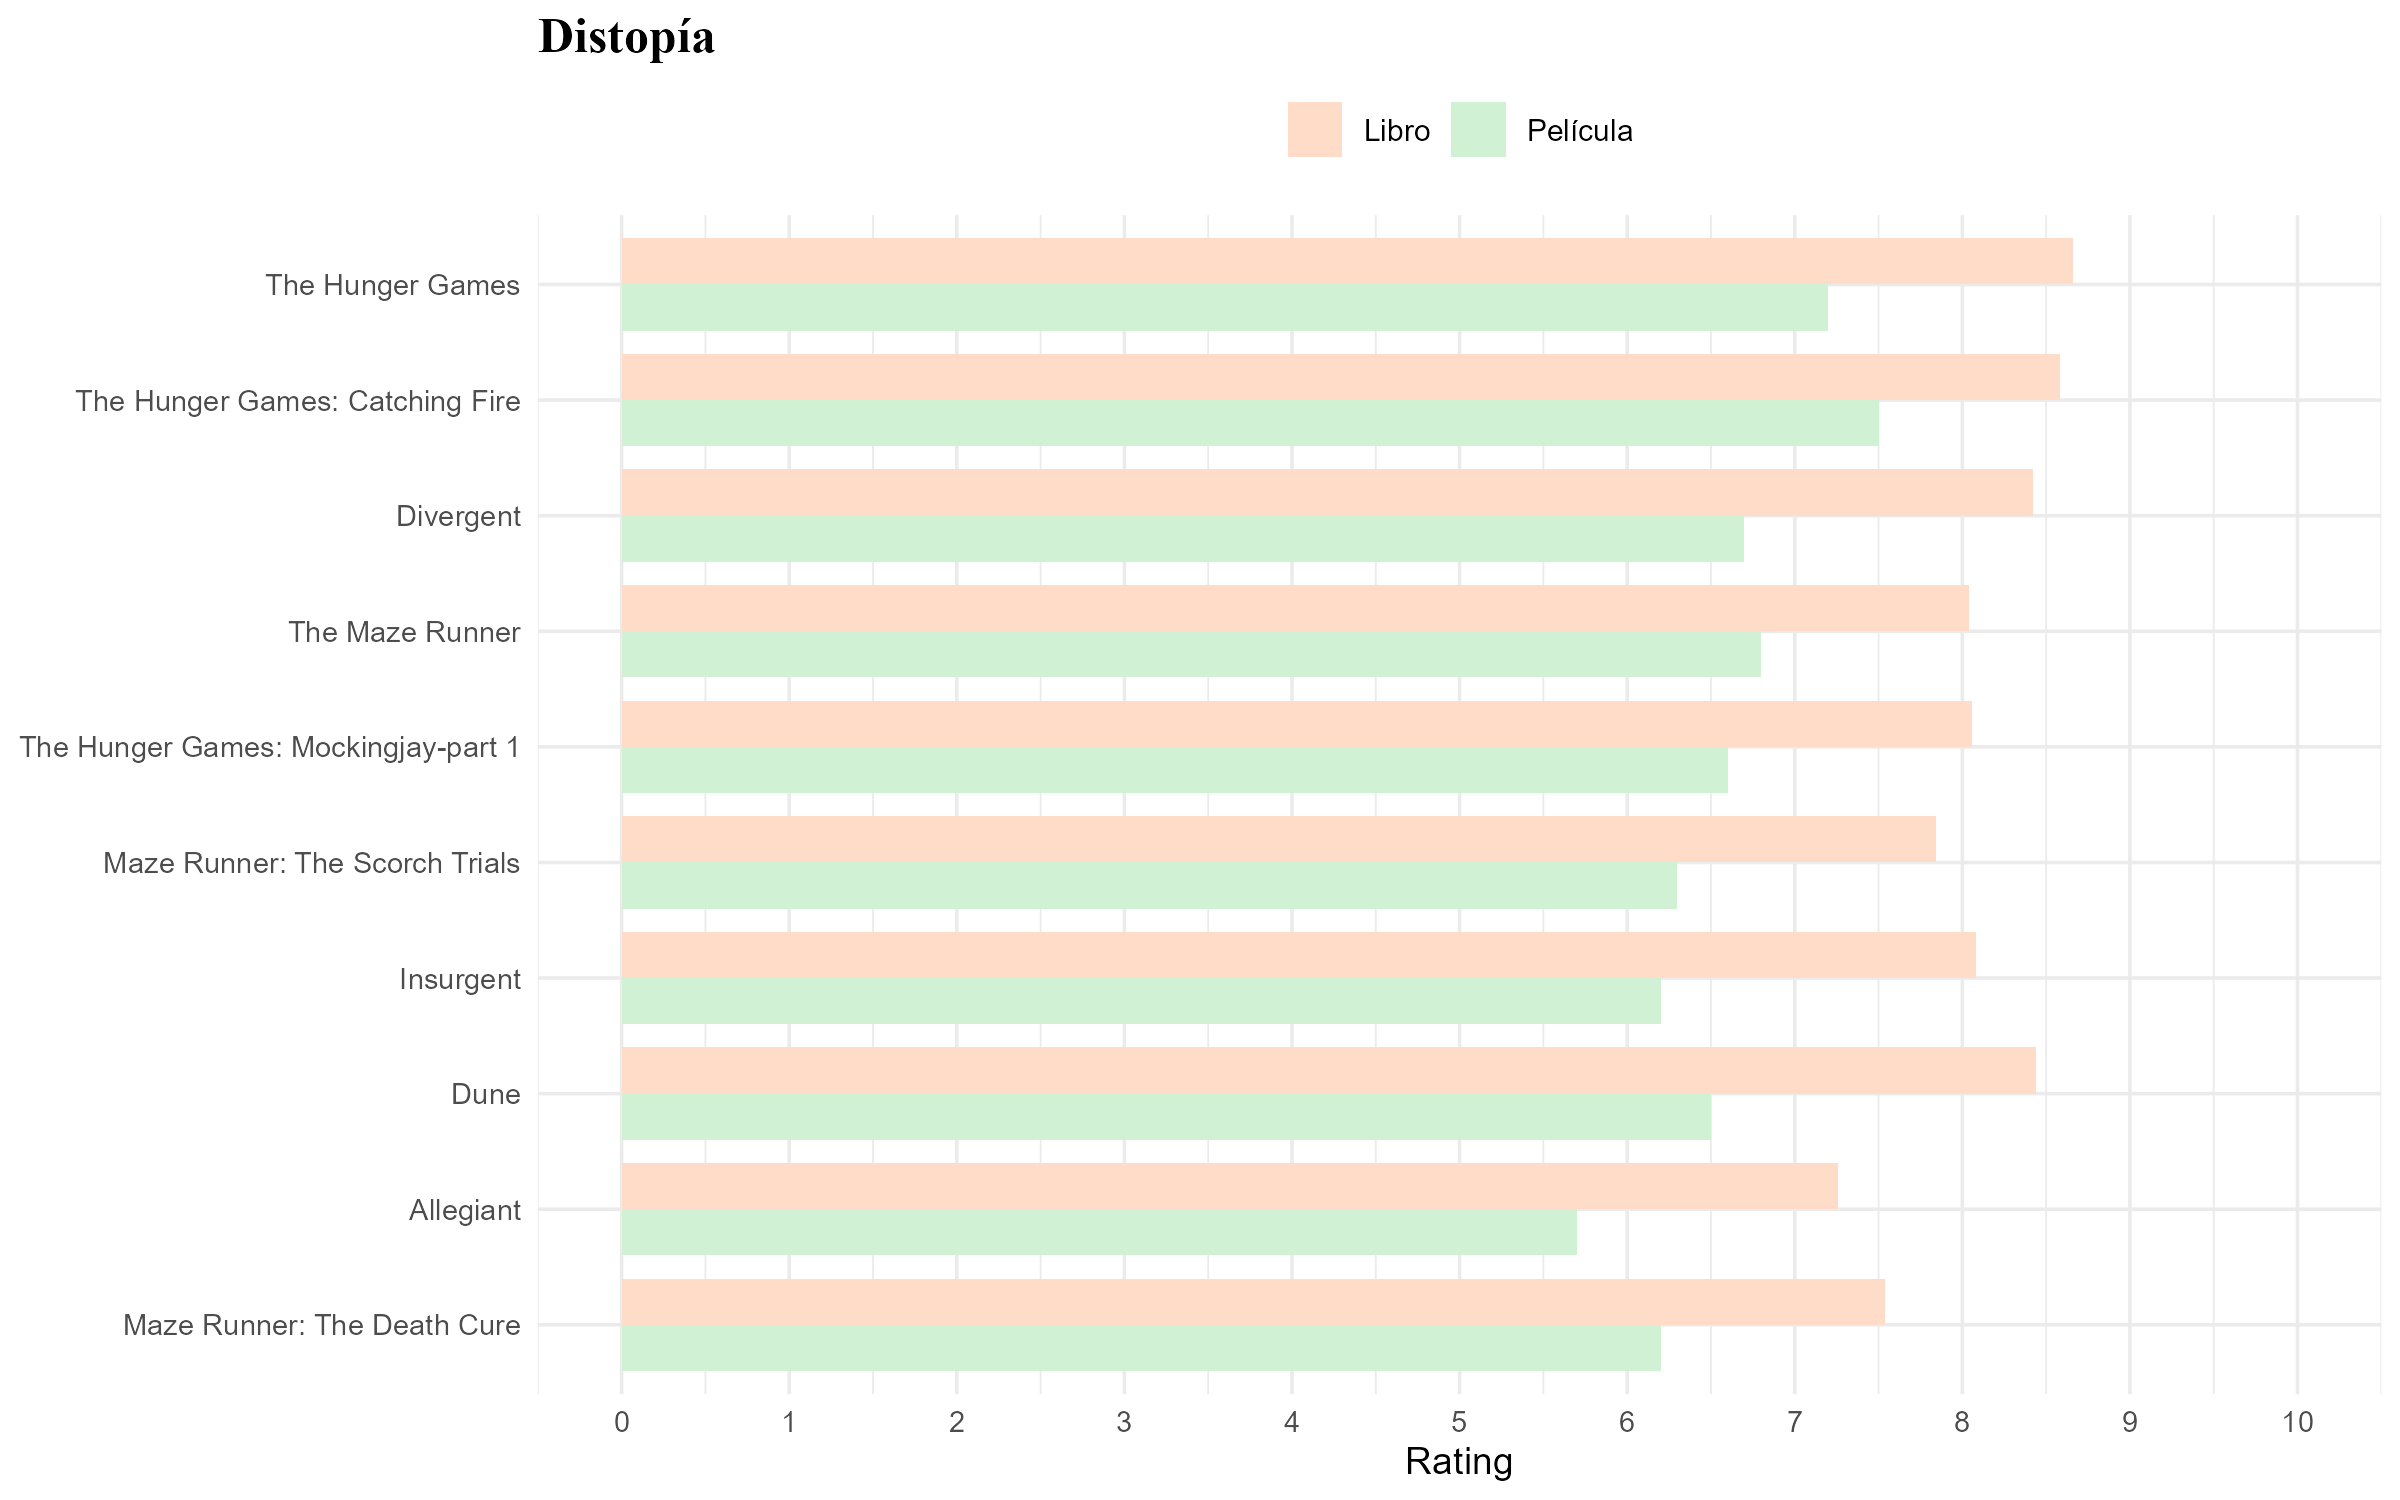 Distopía
Libro Película
The Hunger Games
The Hunger Games: Catching Fire
Divergent
The Maze Runner
The Hunger Games: Mockingjay-part 1
Maze Runner: The Scorch Trials
Insurgent
Dune
Allegiant
Maze Runner: The Death Cure
0 1 2 3 4 5 6 7 8 9 10
Rating